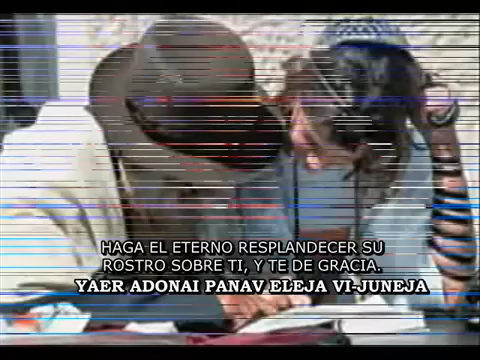 HAGA EL ETERNO RESPLANDECER SU
ROSTRO SOBRE TI, Y TE DE GRACIA.
YAER ADONAI PANAV ELEJA VI-JUNEJA